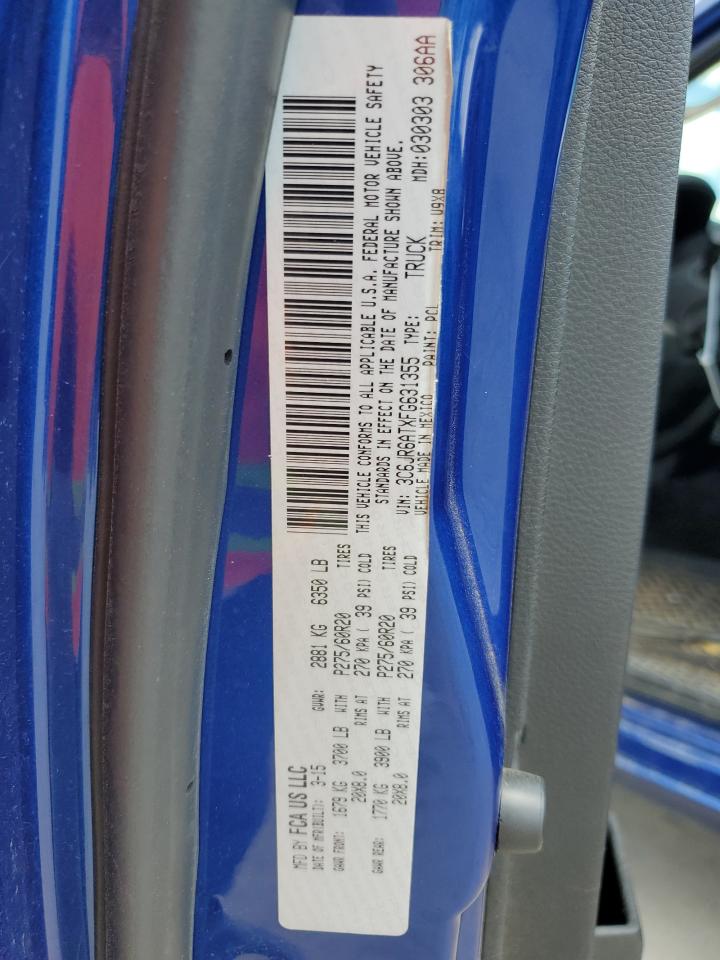 MFD BY FCA US LLC
DATE OF MFR(BUILT): 3-15 GVWR: 2881 KG 6350 LB
GAWR FRONT: 1679 KG 3700 LB WITH P275/60R20 TIRES
20X8.0 RIMS AT 270 KPA ( 39 PSI) COLD
GAWR REAR: 1770 KG 3900 LB WITH P275/60R20 TIRES
20X8.0 RIMS AT 270 KPA ( 39 PSI) COLD
THIS VEHICLE CONFORMS TO ALL APPLICABLE U.S.A. FEDERAL MOTOR VEHICLE SAFETY
STANDARDS IN EFFECT ON THE DATE OF MANUFACTURE SHOWN ABOVE.
VIN: 3C6JR6ATXFG631355 TYPE: TRUCK MDH:030303 306AA
VEHICLE MADE IN MEXICO PAINT: PCL TRIM: V9X8